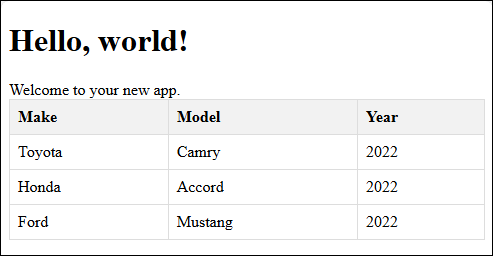 Hello, world!
Welcome to your new app.
Make Model Year
Toyota Camry 2022
Honda Accord 2022
Ford Mustang 2022